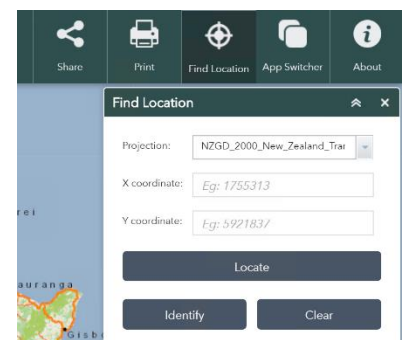 Share Print Find Location App Switcher About
Find Location
Projection: NZGD_2000_New_Zealand_Trar
X coordinate: Eg: 1755313
rei
Y coordinate: Eg: 5921837
Locate
auranga
Identify Clear
Gisb